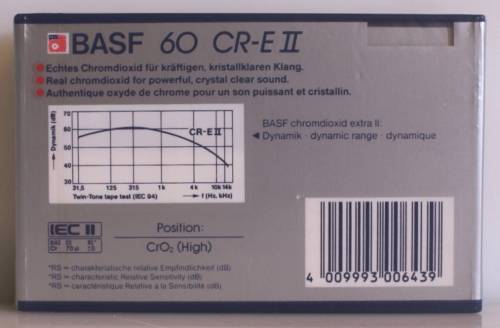 BASF 60 CR-E II
Echtes Chromdioxid für kräftigen, kristallklaren Klang.
Real chromdioxid for powerful, crystal clear sound.
Authentique oxyde de chrome pour un son puissant et cristallin.
Dynamik (dB)
70
60
50
40
30
CR-E II
31,5 125 315 1k 4k 10k 14k
Twin-Tone tape test (IEC 94) f (Hz, kHz)
BASF chromdioxid extra II:
Dynamik · dynamic range · dynamique
IEC II
Position:
CrO2 (High)
*RS = charakteristische relative Empfindlichkeit (dB)
*RS = characteristic Relative Sensitivity (dB)
*RS = caractéristique Relative à la Sensibilité (dB)
4 009993 006439